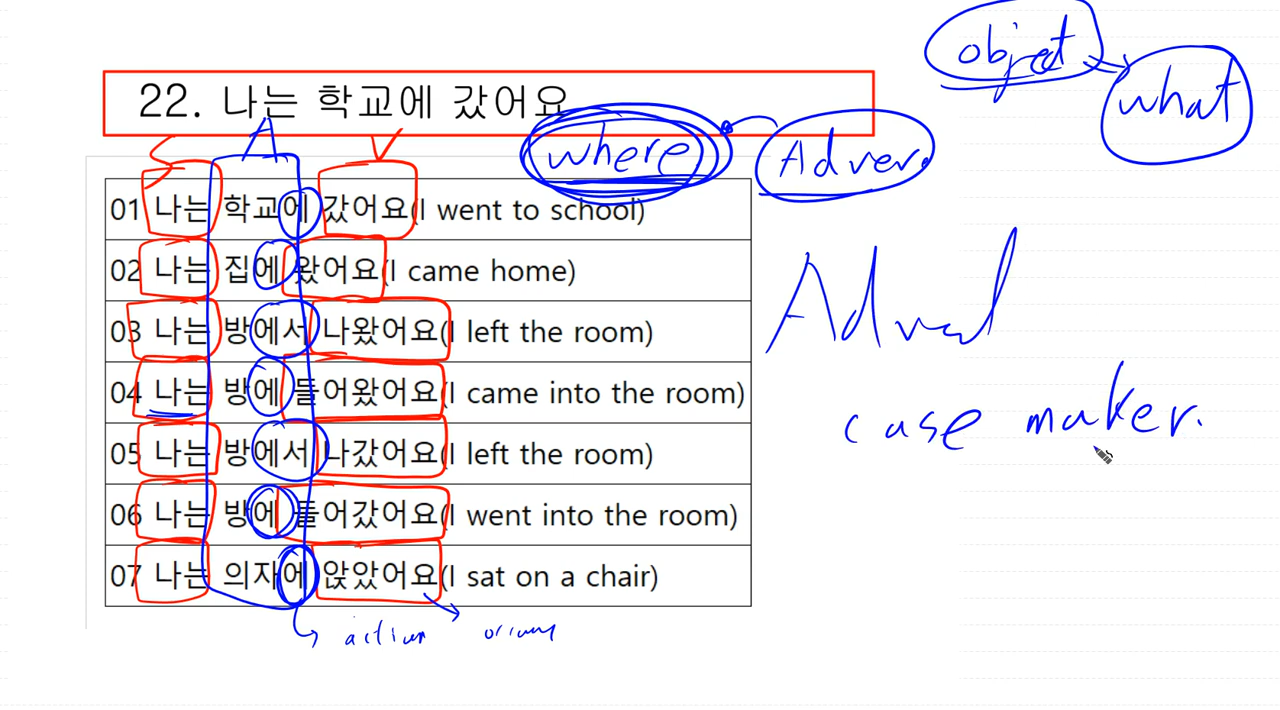 object
what
22. 나는 학교에 갔어요
S A V
where
Adver.
01 나는 학교에 갔어요(I went to school)
02 나는 집에 왔어요(I came home)
03 나는 방에서 나왔어요(I left the room)
04 나는 방에 들어왔어요(I came into the room)
05 나는 방에서 나갔어요(I left the room)
06 나는 방에 들어갔어요(I went into the room)
07 나는 의자에 앉았어요(I sat on a chair)
case maker.
action